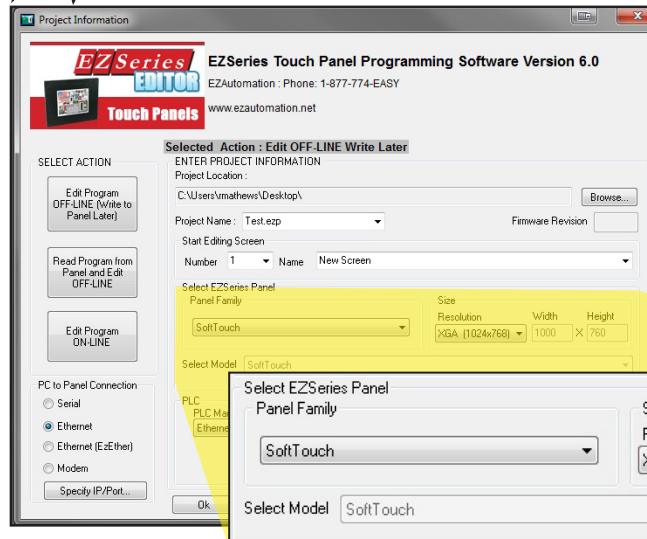 Project Information
EZSeries
EDITOR
Touch Panels
EZSeries Touch Panel Programming Software Version 6.0
EZAutomation : Phone: 1-877-774-EASY
www.ezautomation.net
Selected Action : Edit OFF-LINE Write Later
SELECT ACTION
Edit Program
OFF-LINE (Write to
Panel Later)
Read Program from
Panel and Edit
OFF-LINE
Edit Program
ON-LINE
PC to Panel Connection
Serial
Ethernet
Ethernet (EzEther)
Modem
Specify IP/Port...
ENTER PROJECT INFORMATION
Project Location :
C:\Users\rmathews\Desktop\
Browse...
Project Name : Test.ezp
Firmware Revision
Start Editing Screen
Number 1 Name New Screen
Select EZSeries Panel
Panel Family
SoftTouch
Size
Resolution Width Height
XGA (1024x768) 1000 X 760
Select Model SoftTouch
PLC
PLC Ma
Etherne
Ok
Select EZSeries Panel
Panel Family
SoftTouch
Select Model SoftTouch